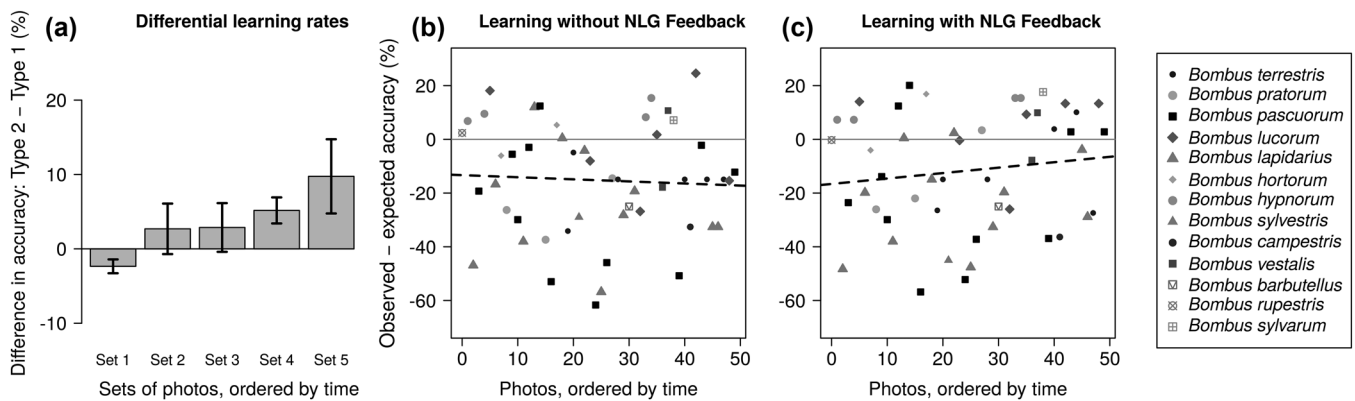 (a)
Differential learning rates
Difference in accuracy: Type 2 − Type 1 (%)
20
10
0
-10
Set 1 Set 2 Set 3 Set 4 Set 5
Sets of photos, ordered by time
(b)
Learning without NLG Feedback
Observed − expected accuracy (%)
20
0
-20
-40
-60
0 10 20 30 40 50
Photos, ordered by time
(c)
Learning with NLG Feedback
20
0
-20
-40
-60
0 10 20 30 40 50
Photos, ordered by time
Bombus terrestris
Bombus pratorum
Bombus pascuorum
Bombus lucorum
Bombus lapidarius
Bombus hortorum
Bombus hypnorum
Bombus sylvestris
Bombus campestris
Bombus vestalis
Bombus barbutellus
Bombus rupestris
Bombus sylvarum